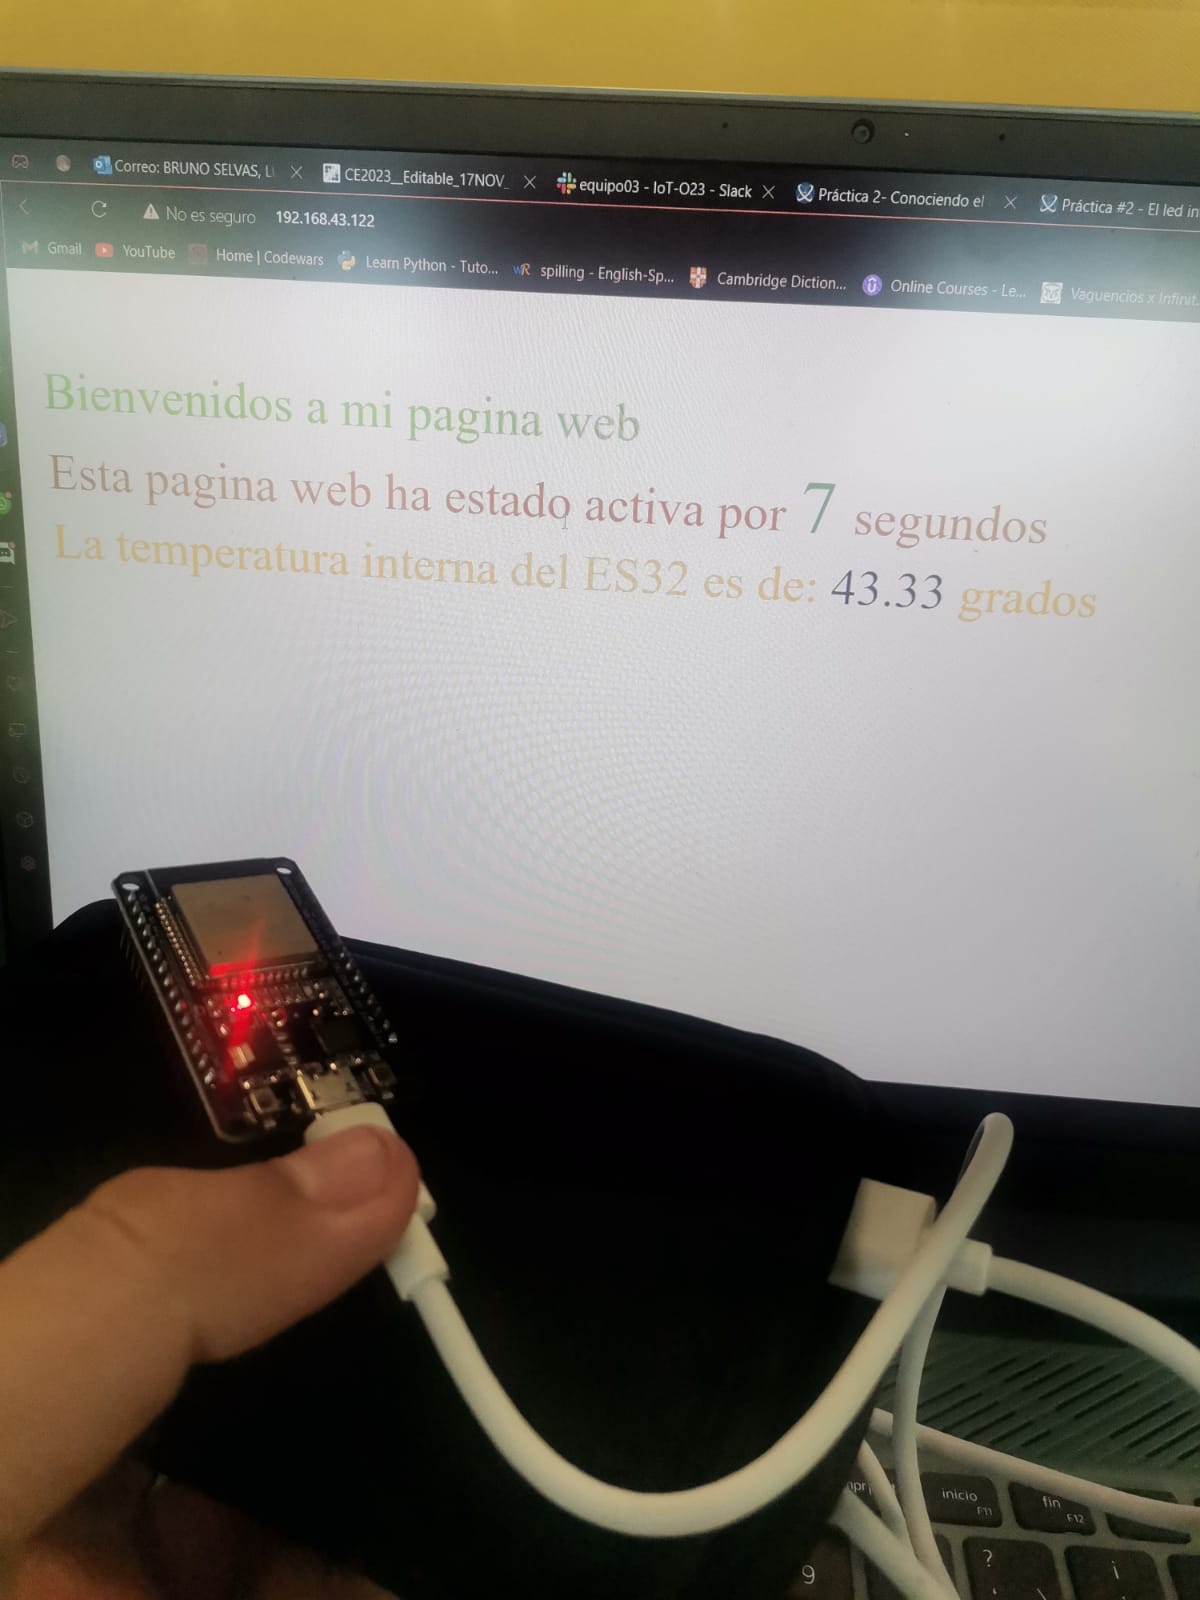 Correo: BRUNO SELVAS, L
CE2023__Editable_17NOV_
equipo03 - IoT-O23 - Slack
Práctica 2- Conociendo el
Práctica #2 - El led in
No es seguro 192.168.43.122
Gmail
YouTube
Home | Codewars
Learn Python - Tuto...
spilling - English-Sp...
Cambridge Diction...
Online Courses - Le...
Vaguencios x Infinit.
Bienvenidos a mi pagina web
Esta pagina web ha estado activa por 7 segundos
La temperatura interna del ES32 es de: 43.33 grados
inicio
F11
fin
F12
?
9